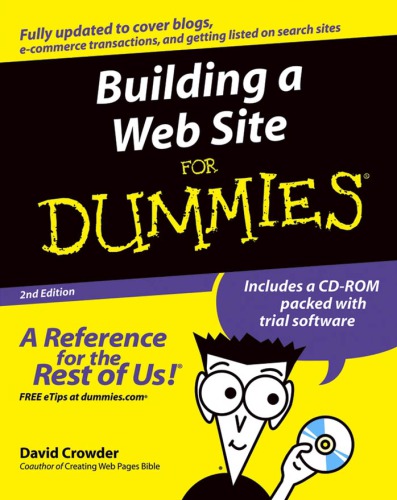 Fully updated to cover blogs,
e-commerce transactions, and getting listed on search sites
Building a
Web Site
FOR
DUMMIES®
2nd Edition
Includes a CD-ROM
packed with
trial software
A Reference
for the
Rest of Us!®
FREE eTips at dummies.com®
David Crowder
Coauthor of Creating Web Pages Bible